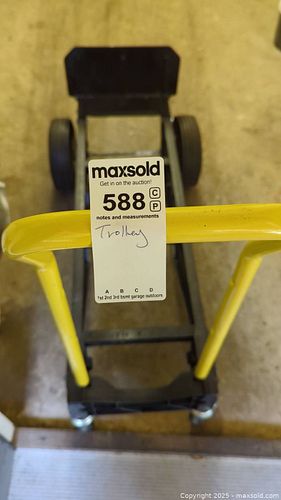 maxsold
Get in on the auction!
588 C
P
notes and measurements
Trolley
A B C D
1st 2nd 3rd bsmt garage outdoors
Copyright 2025 - maxsold.com